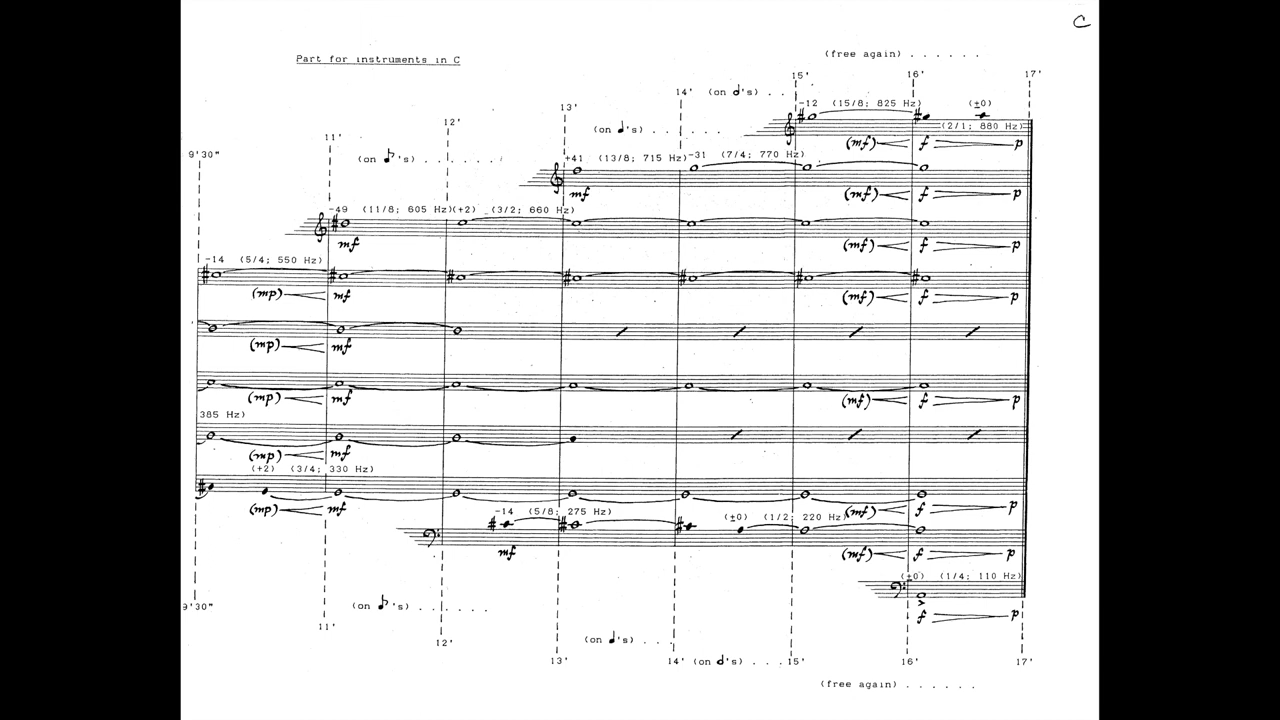 C
Part for instruments in C
(free again) . . . . . .
15' 16' 17'
14' (on 𝅗𝅥's) . .
13'
12' (on 𝅗𝅥's) . . . . . .
11'
9'30" (on ♪'s) . . . . . . .
-12 (15/8; 825 Hz) (±0)
(2/1; 880 Hz)
(mf) f p
+41 (13/8; 715 Hz) -31 (7/4; 770 Hz)
mf (mf) f p
-49 (11/8; 605 Hz) (+2) (3/2; 660 Hz)
mf (mf) f p
-14 (5/4; 550 Hz)
(mp) mf (mf) f p
(mp) mf
(mp) mf (mf) f p
385 Hz)
(mp) mf
(+2) (3/4; 330 Hz)
(mp) mf (mf) f p
-14 (5/8; 275 Hz) (±0) (1/2; 220 Hz)
mf (mf) f p
(±0) (1/4; 110 Hz)
f p
9'30" (on ♪'s) . . . . . .
11'
12' (on 𝅗𝅥's) . . .
13' 14' (on 𝅗𝅥's) . . . 15' 16' 17'
(free again) . . . . . .